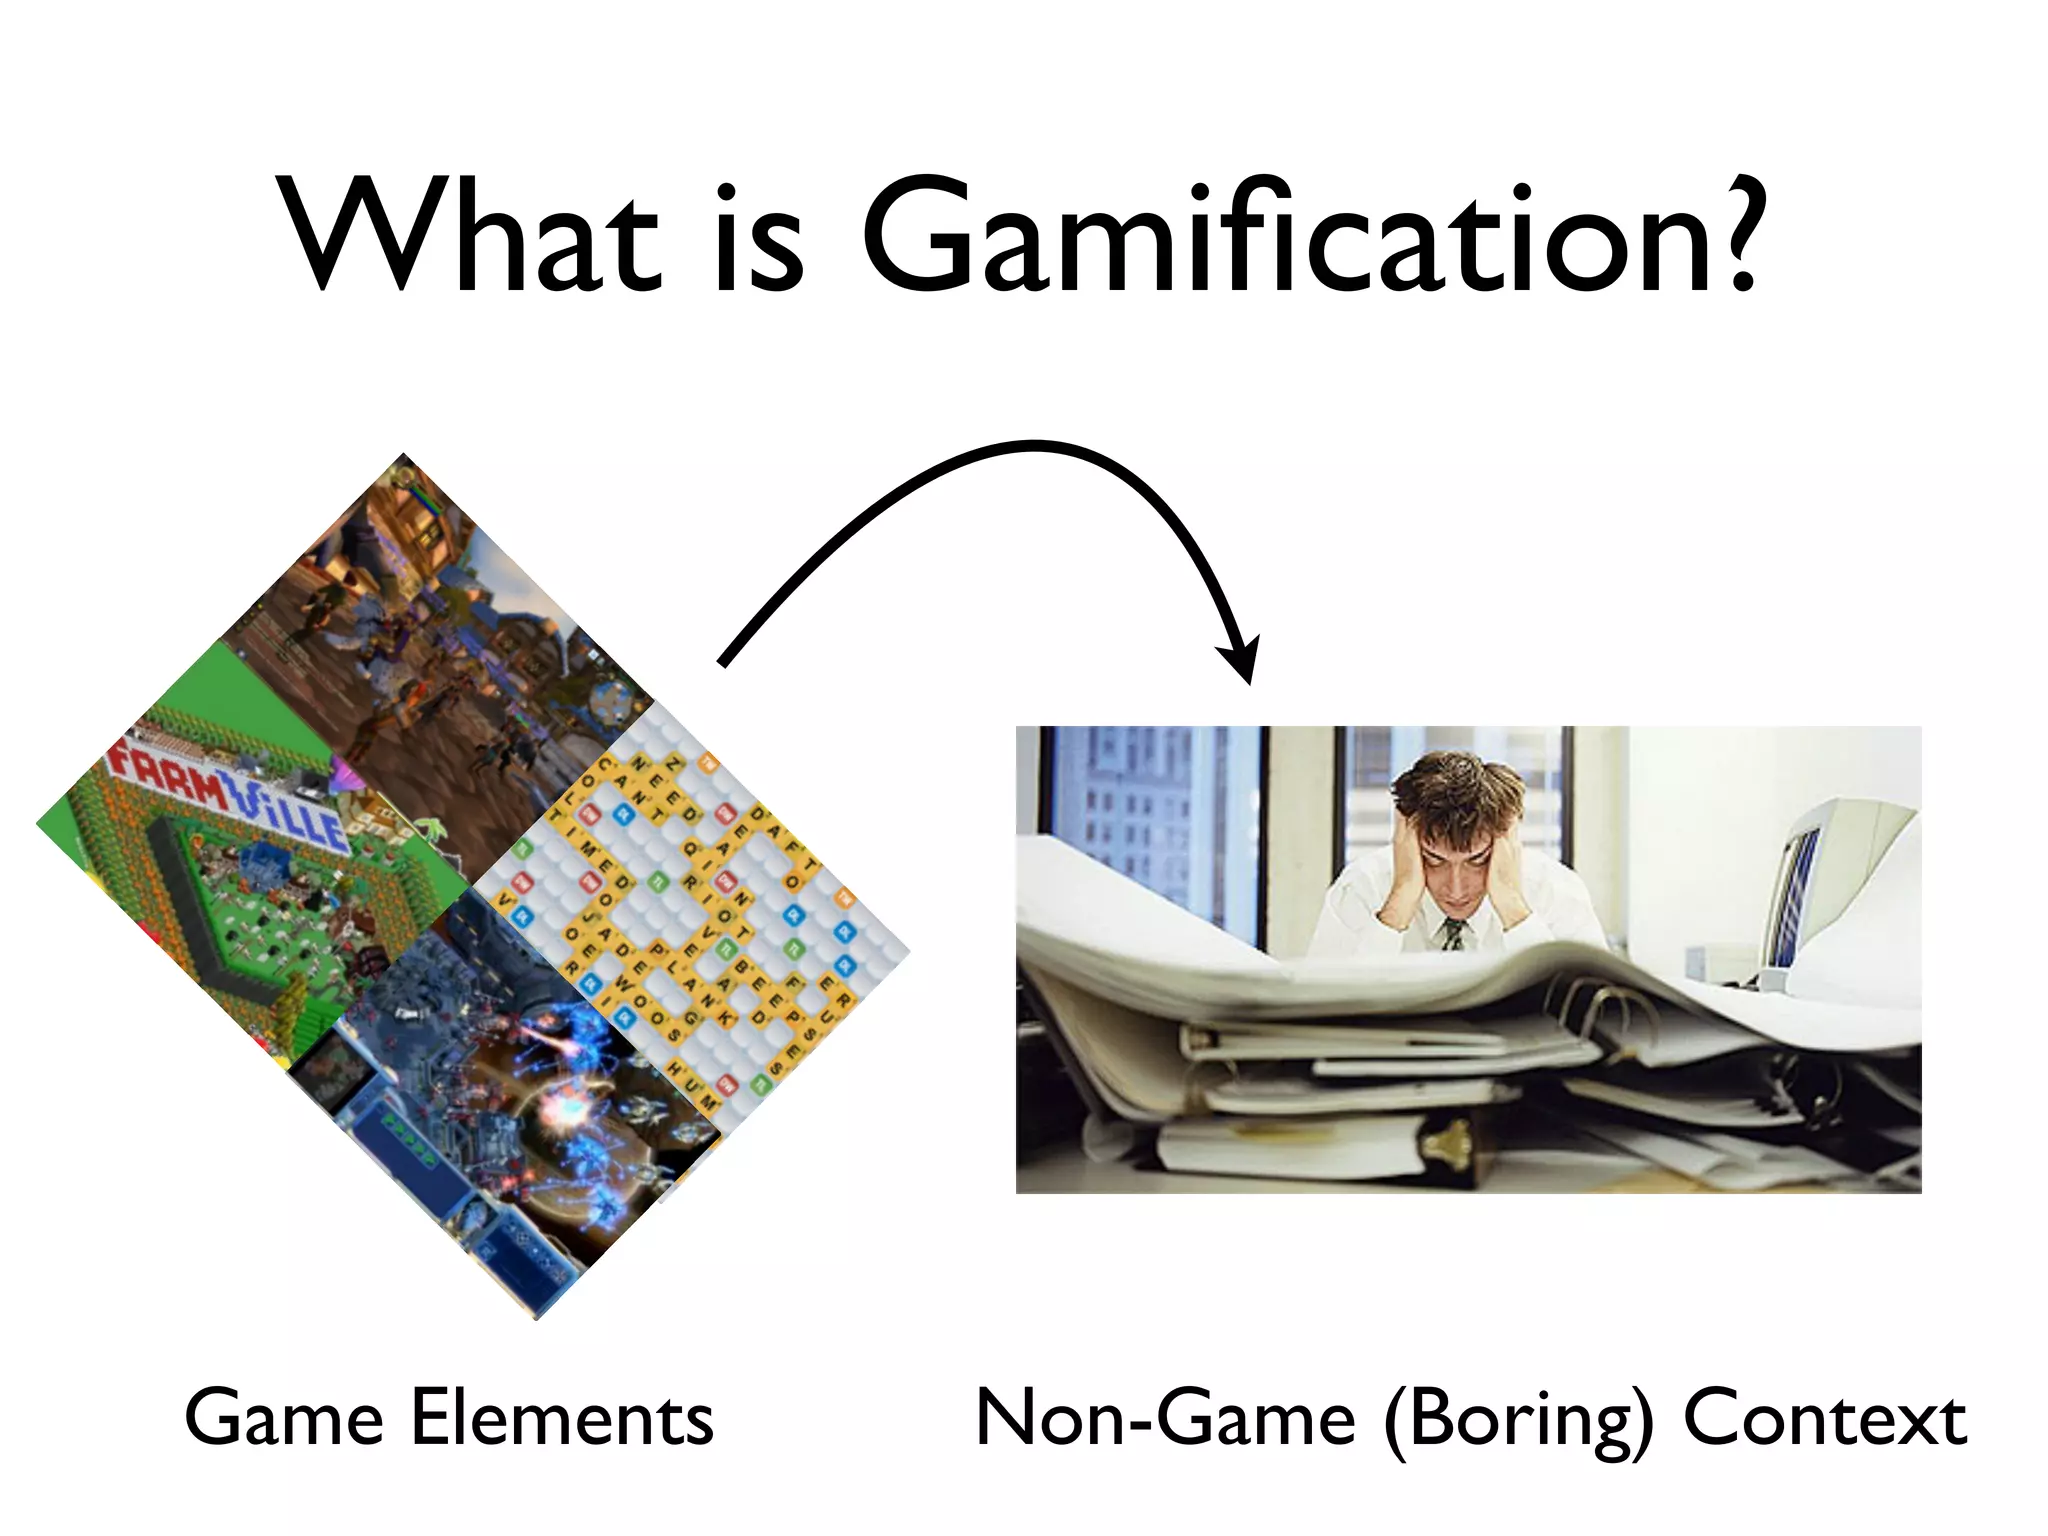 What is Gamification?
FARMVILLE
Game Elements
Non-Game (Boring) Context